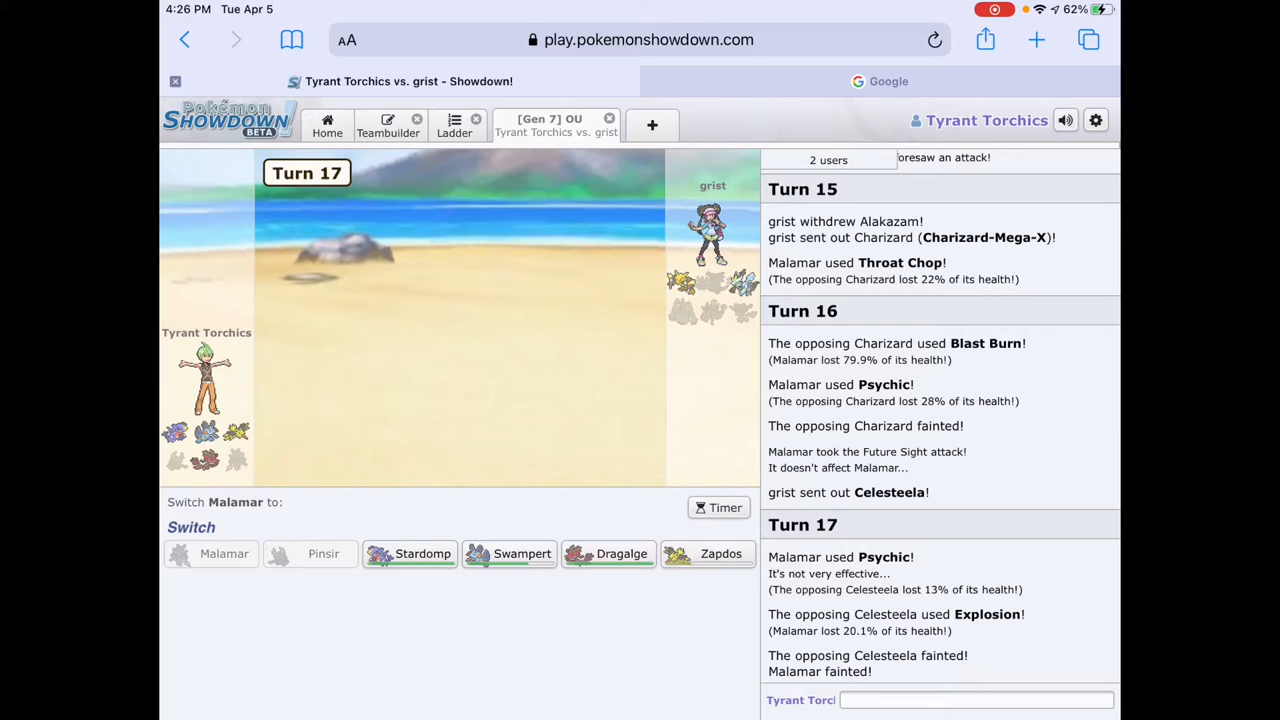 4:26 PM Tue Apr 5
62%
AA
play.pokemonshowdown.com
Tyrant Torchics vs. grist - Showdown!
Google
Pokémon
SHOWDOWN!
BETA
Home
Teambuilder
Ladder
[Gen 7] OU
Tyrant Torchics vs. grist
Tyrant Torchics
Turn 17
grist
Tyrant Torchics
Switch Malamar to:
Timer
Switch
Malamar
Pinsir
Stardomp
Swampert
Dragalge
Zapdos
2 users
oresaw an attack!
Turn 15
grist withdrew Alakazam!
grist sent out Charizard (Charizard-Mega-X)!
Malamar used Throat Chop!
(The opposing Charizard lost 22% of its health!)
Turn 16
The opposing Charizard used Blast Burn!
(Malamar lost 79.9% of its health!)
Malamar used Psychic!
(The opposing Charizard lost 28% of its health!)
The opposing Charizard fainted!
Malamar took the Future Sight attack!
It doesn't affect Malamar...
grist sent out Celesteela!
Turn 17
Malamar used Psychic!
It's not very effective...
(The opposing Celesteela lost 13% of its health!)
The opposing Celesteela used Explosion!
(Malamar lost 20.1% of its health!)
The opposing Celesteela fainted!
Malamar fainted!
Tyrant Torc